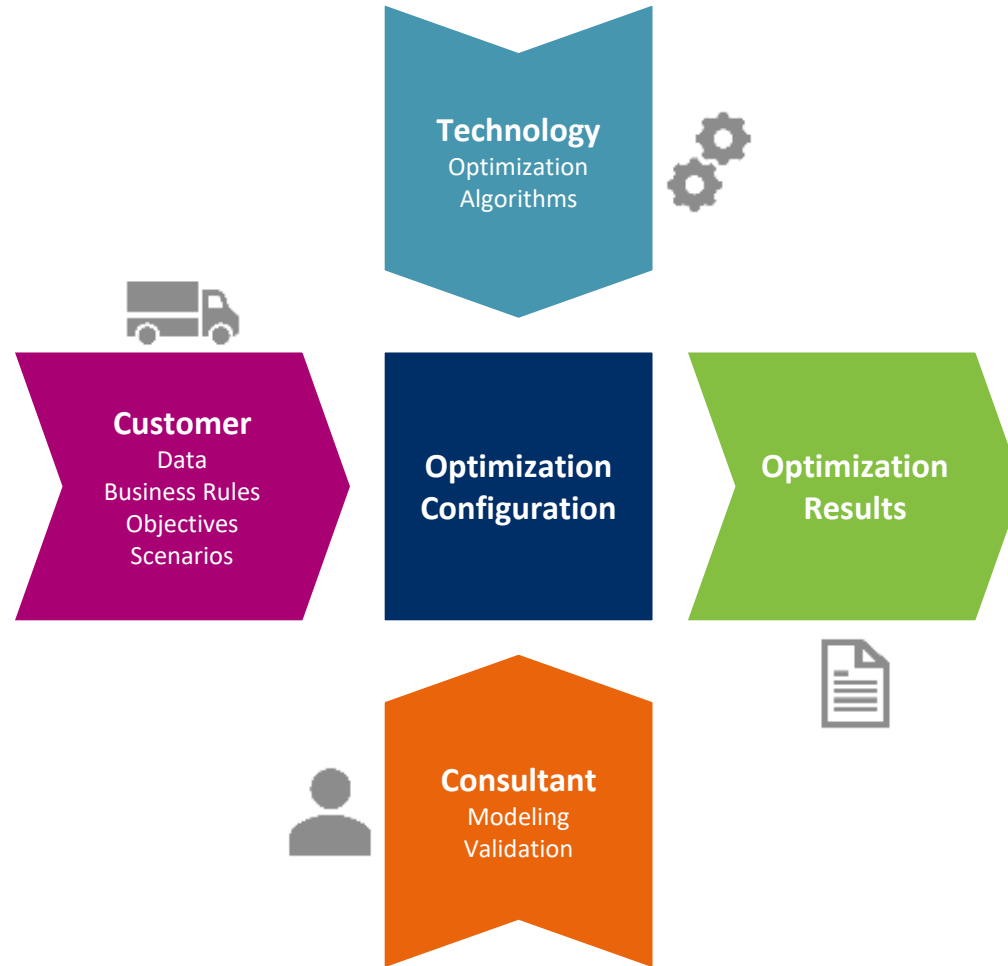 Technology
Optimization
Algorithms
Customer
Data
Business Rules
Objectives
Scenarios
Optimization
Configuration
Optimization
Results
Consultant
Modeling
Validation